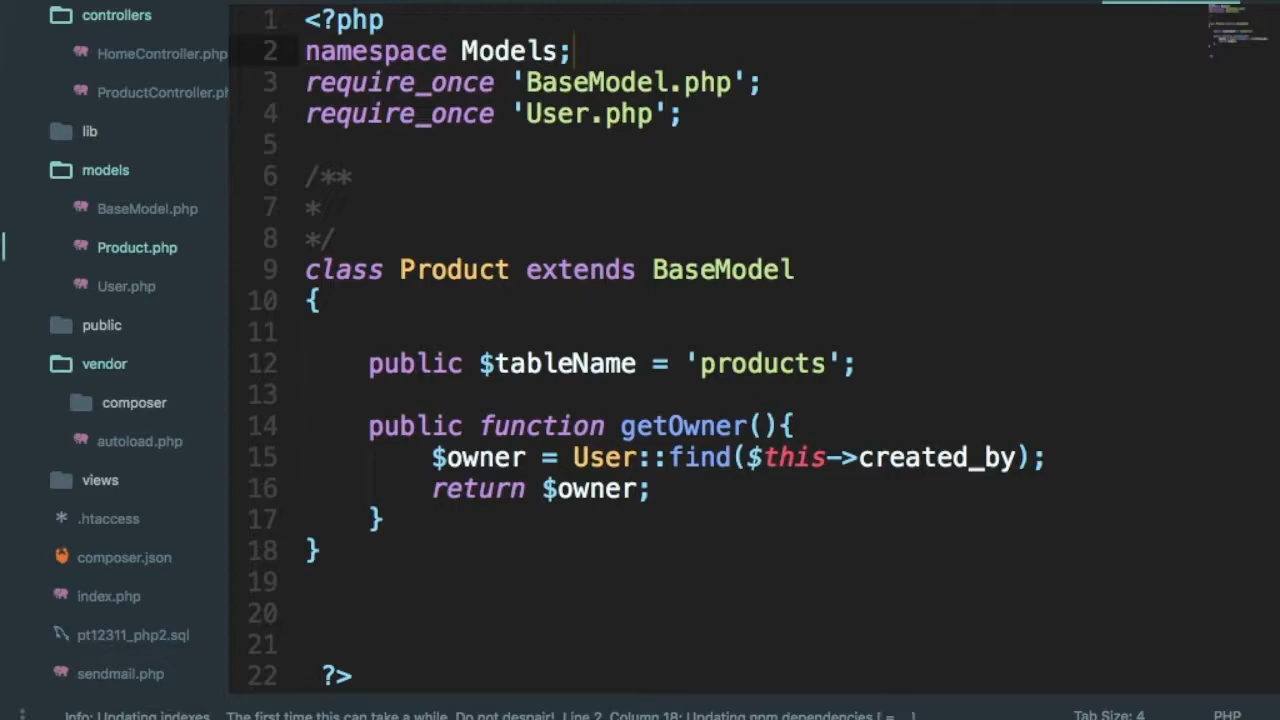 controllers
HomeController.php
ProductController.ph
lib
models
BaseModel.php
Product.php
User.php
public
vendor
composer
autoload.php
views
.htaccess
composer.json
index.php
pt12311_php2.sql
sendmail.php
1 <?php
2 namespace Models;
3 require_once 'BaseModel.php';
4 require_once 'User.php';
5
6 /**
7 *
8 */
9 class Product extends BaseModel
10 {
11
12 public $tableName = 'products';
13
14 public function getOwner(){
15 $owner = User::find($this->created_by);
16 return $owner;
17 }
18 }
19
20
21
22 ?>
Info: Updating indexes The first time this can take a while. Do not despair! Line 2, Column 18; Updating npm dependencies [ = ] Tab Size: 4 PHP